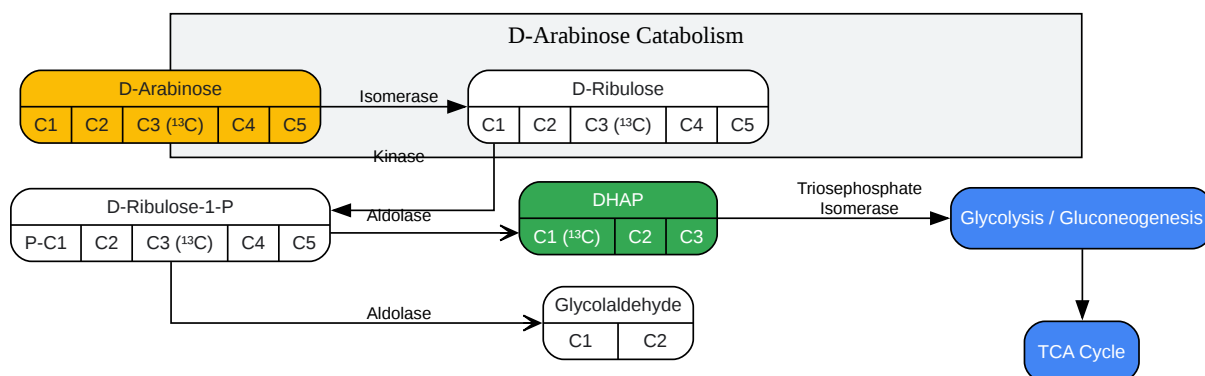 D-Arabinose Catabolism
D-Arabinose
C1 C2 C3 (¹³C) C4 C5
Isomerase
D-Ribulose
C1 C2 C3 (¹³C) C4 C5
Kinase
D-Ribulose-1-P
P-C1 C2 C3 (¹³C) C4 C5
Aldolase
DHAP
C1 (¹³C) C2 C3
Triosephosphate
Isomerase
Glycolysis / Gluconeogenesis
Aldolase
Glycolaldehyde
C1 C2
TCA Cycle